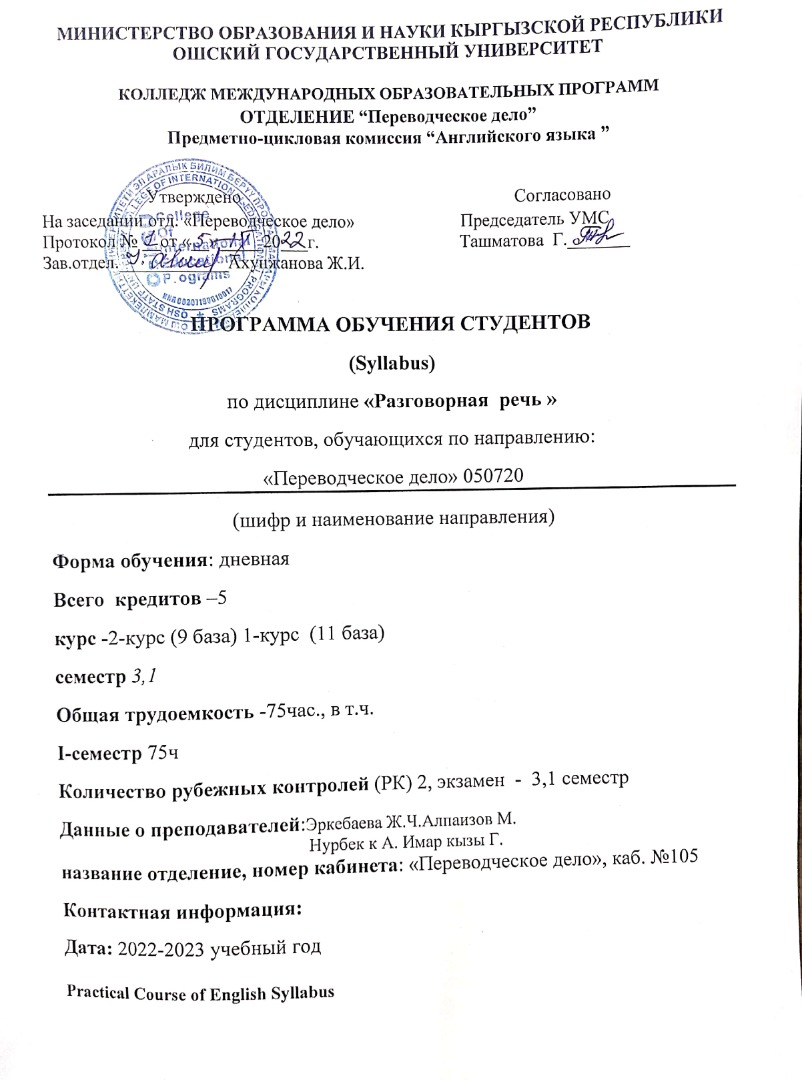 МИНИСТЕРСТВО ОБРАЗОВАНИЯ И НАУКИ КЫРГЫЗСКОЙ РЕСПУБЛИКИ
ОШСКИЙ ГОСУДАРСТВЕННЫЙ УНИВЕРСИТЕТ
КОЛЛЕДЖ МЕЖДУНАРОДНЫХ ОБРАЗОВАТЕЛЬНЫХ ПРОГРАММ
ОТДЕЛЕНИЕ “Переводческое дело”
Предметно-цикловая комиссия “Английского языка ”
Утверждено
На заседании отд. «Переводческое дело»
Протокол № 1 от « 5 » IX 2022 г.
Зав.отдел. Ахунжанова Ж.И.
Согласовано
Председатель УМС
Ташматова Г.
College
Of
International
Educational
Programs
ПРОГРАММА ОБУЧЕНИЯ СТУДЕНТОВ
(Syllabus)
по дисциплине «Разговорная речь »
для студентов, обучающихся по направлению:
«Переводческое дело» 050720
(шифр и наименование направления)
Форма обучения: дневная
Всего кредитов –5
курс -2-курс (9 база) 1-курс (11 база)
семестр 3,1
Общая трудоемкость -75час., в т.ч.
I-семестр 75ч
Количество рубежных контролей (РК) 2, экзамен - 3,1 семестр
Данные о преподавателей:Эркебаева Ж.Ч.Алпаизов М.
Нурбек к А. Имар кызы Г.
название отделение, номер кабинета: «Переводческое дело», каб. №105
Контактная информация:
Дата: 2022-2023 учебный год
Practical Course of English Syllabus